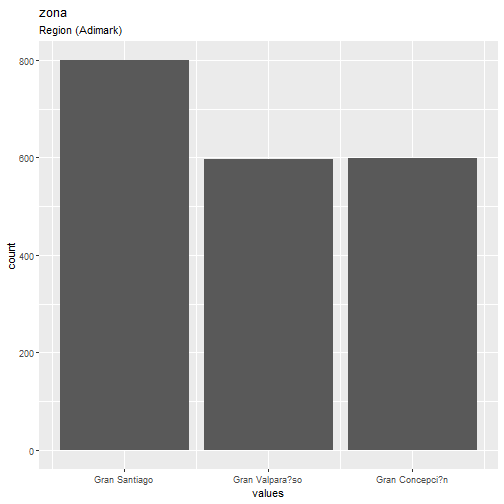 zona
Region (Adimark)
count
800
600
400
200
0
Gran Santiago
Gran Valpara?so
Gran Concepci?n
values